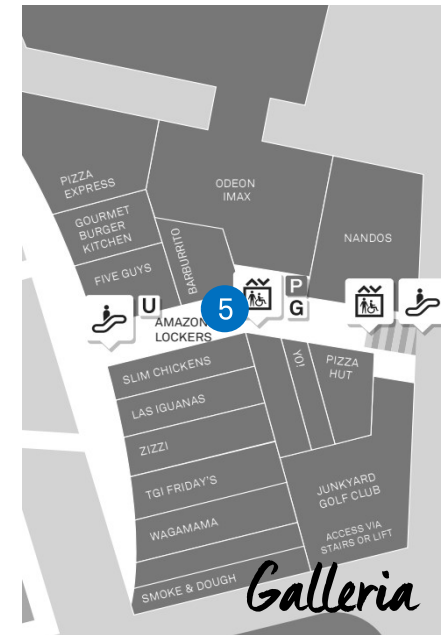 PIZZA
EXPRESS
ODEON
IMAX
GOURMET
BURGER
KITCHEN
NANDOS
BARBURRITO
FIVE GUYS
P
U
5
G
AMAZON
LOCKERS
SLIM CHICKENS
YO!
PIZZA
HUT
LAS IGUANAS
ZIZZI
TGI FRIDAY'S
JUNKYARD
GOLF CLUB
WAGAMAMA
ACCESS VIA
STAIRS OR LIFT
SMOKE & DOUGH
Galleria